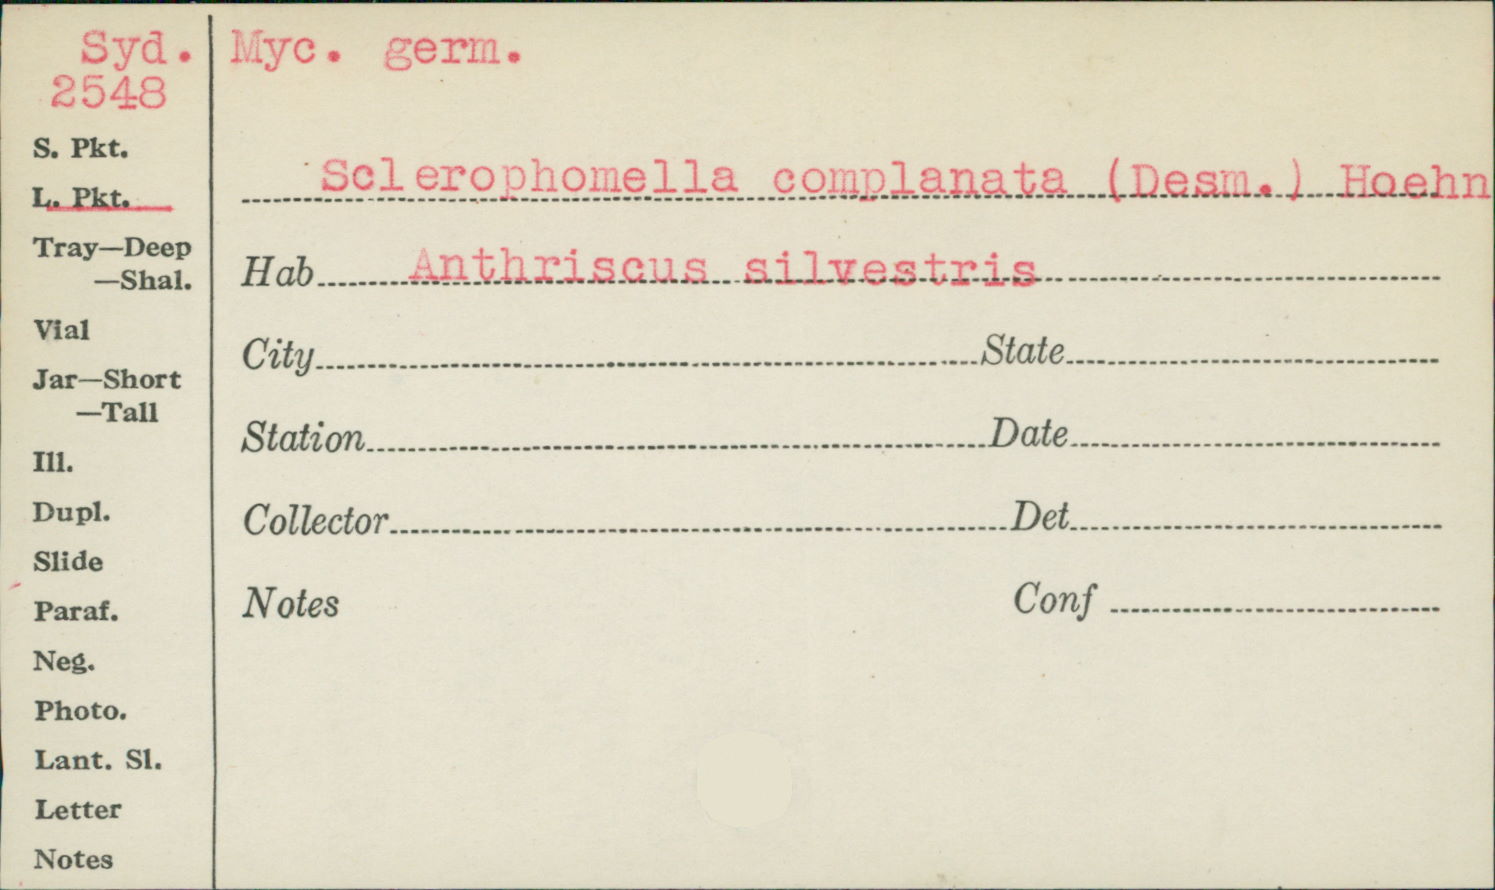 Syd. Myc. germ.
2548
S. Pkt.
L. Pkt.
Tray—Deep
—Shal.
Vial
Jar—Short
—Tall
Ill.
Dupl.
Slide
Paraf.
Neg.
Photo.
Lant. Sl.
Letter
Notes
Sclerophomella complanata (Desm.) Hoehn
Hab Anthriscus silvestris
City State
Station Date
Collector Det
Notes Conf